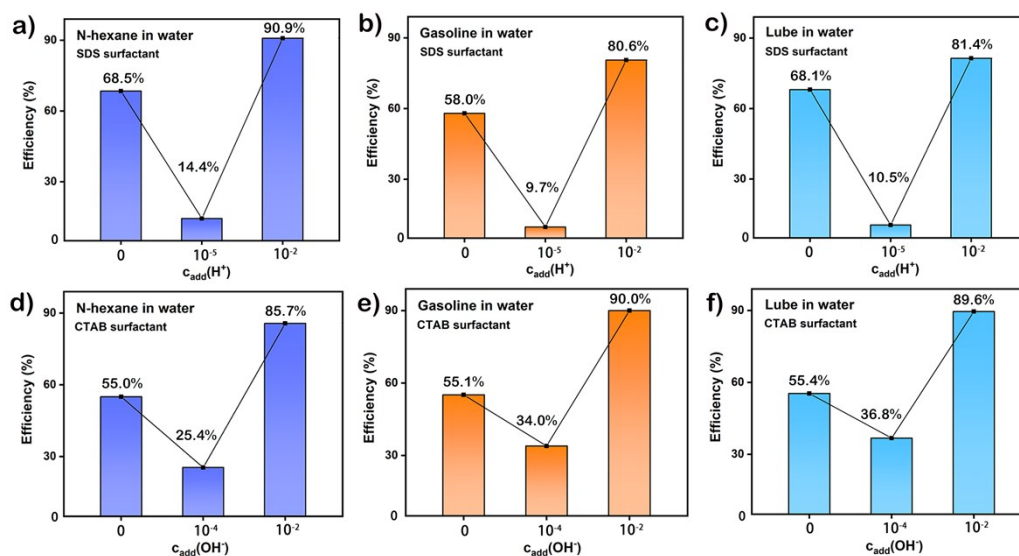 a)
N-hexane in water
SDS surfactant
Efficiency (%)
90
60
30
0
68.5%
14.4%
90.9%
0
10⁻⁵
10⁻²
c_add(H⁺)
b)
Gasoline in water
SDS surfactant
Efficiency (%)
90
60
30
0
58.0%
9.7%
80.6%
0
10⁻⁵
10⁻²
c_add(H⁺)
c)
Lube in water
SDS surfactant
Efficiency (%)
90
60
30
0
68.1%
10.5%
81.4%
0
10⁻⁵
10⁻²
c_add(H⁺)
d)
N-hexane in water
CTAB surfactant
Efficiency (%)
90
60
30
0
55.0%
25.4%
85.7%
0
10⁻⁴
10⁻²
c_add(OH⁻)
e)
Gasoline in water
CTAB surfactant
Efficiency (%)
90
60
30
0
55.1%
34.0%
90.0%
0
10⁻⁴
10⁻²
c_add(OH⁻)
f)
Lube in water
CTAB surfactant
Efficiency (%)
90
60
30
0
55.4%
36.8%
89.6%
0
10⁻⁴
10⁻²
c_add(OH⁻)